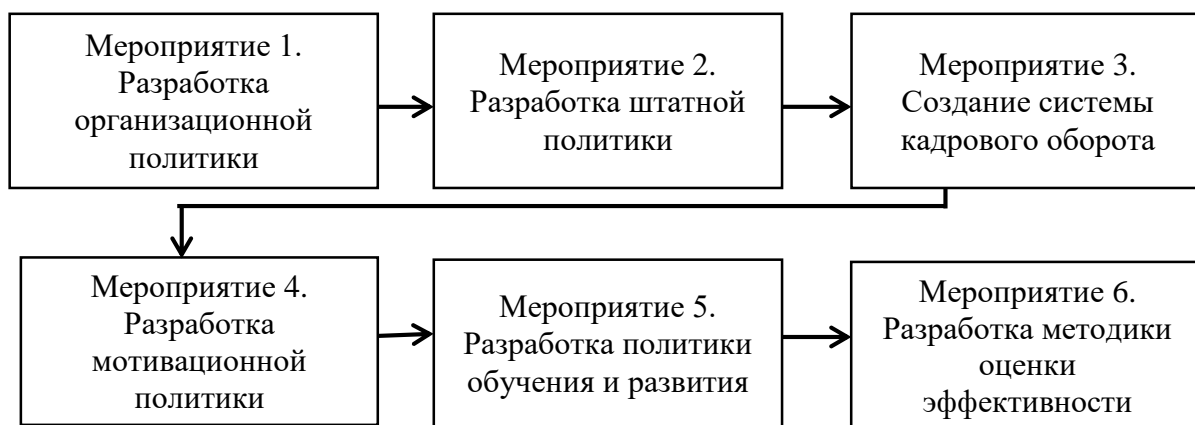 Мероприятие 1.
Разработка
организационной
политики
Мероприятие 2.
Разработка штатной
политики
Мероприятие 3.
Создание системы
кадрового оборота
Мероприятие 4.
Разработка
мотивационной
политики
Мероприятие 5.
Разработка политики
обучения и развития
Мероприятие 6.
Разработка методики
оценки
эффективности